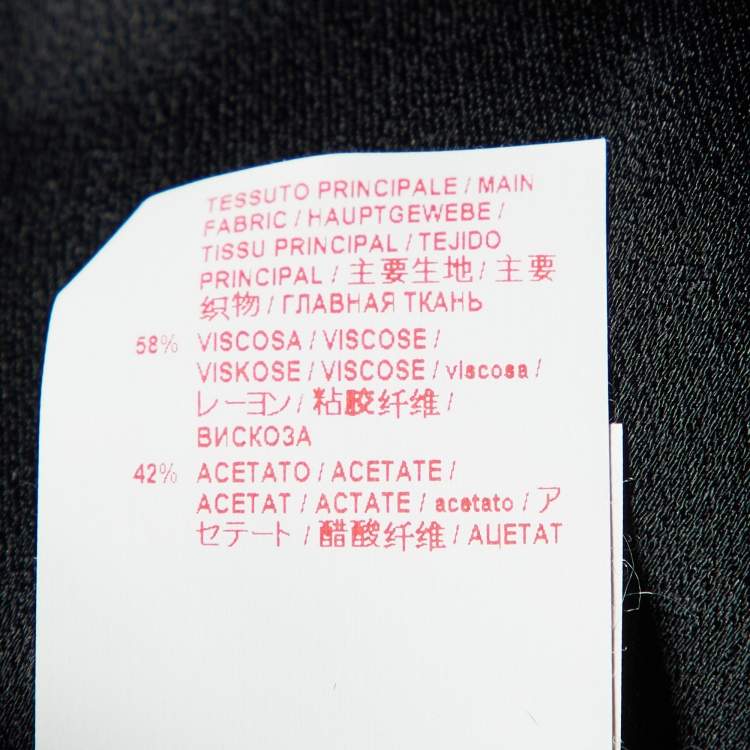 TESSUTO PRINCIPALE / MAIN
FABRIC / HAUPTGEWEBE /
TISSU PRINCIPAL / TEJIDO
PRINCIPAL / 主要生地 / 主要
织物 / ГЛАВНАЯ ТКАНЬ
58% VISCOSA / VISCOSE /
VISKOSE / VISCOSE / viscosa /
レーヨン / 粘胶纤维 /
ВИСКОЗА
42% ACETATO / ACETATE /
ACETAT / ACTATE / acetato / ア
セテート / 醋酸纤维 / АЦЕТАТ